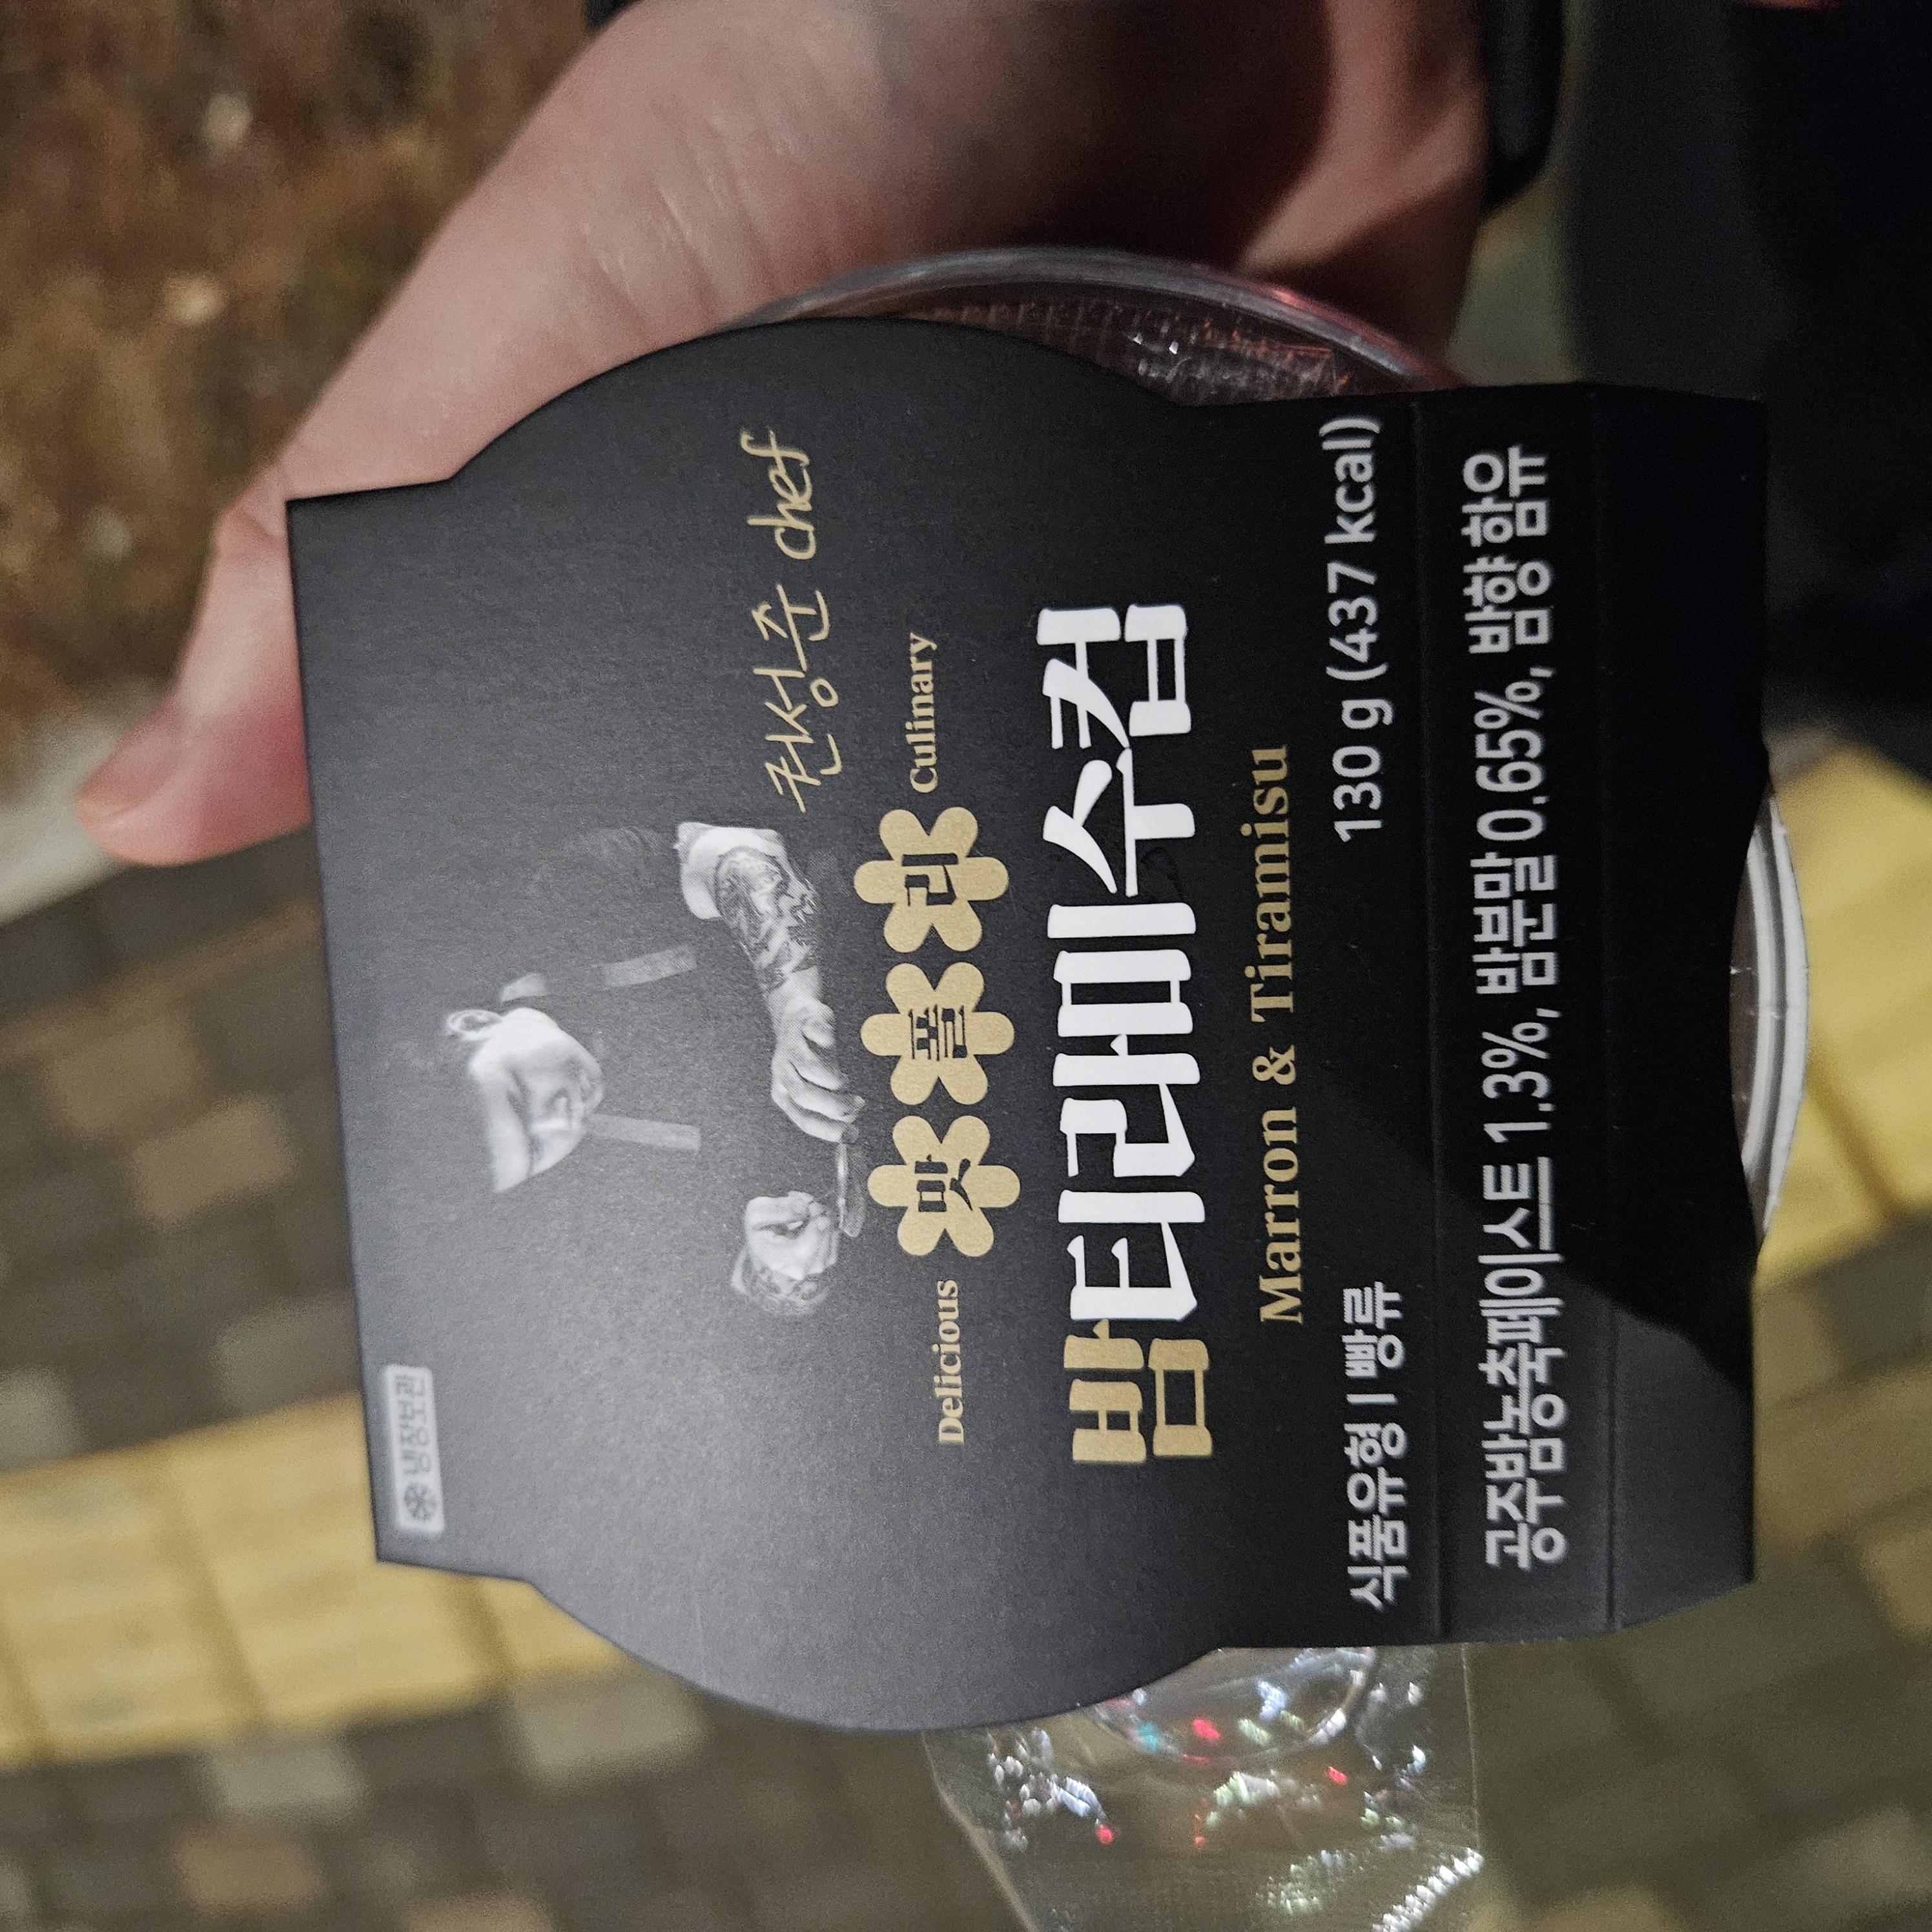 냉장보관
권성준 chef
Delicious 맛폴리 Culinary
밤티라미수컵
Marron & Tiramisu
식품유형 | 빵류 130 g (437 kcal)
공주밤농축페이스트 1.3%, 밤분말 0.65%, 밤향 함유